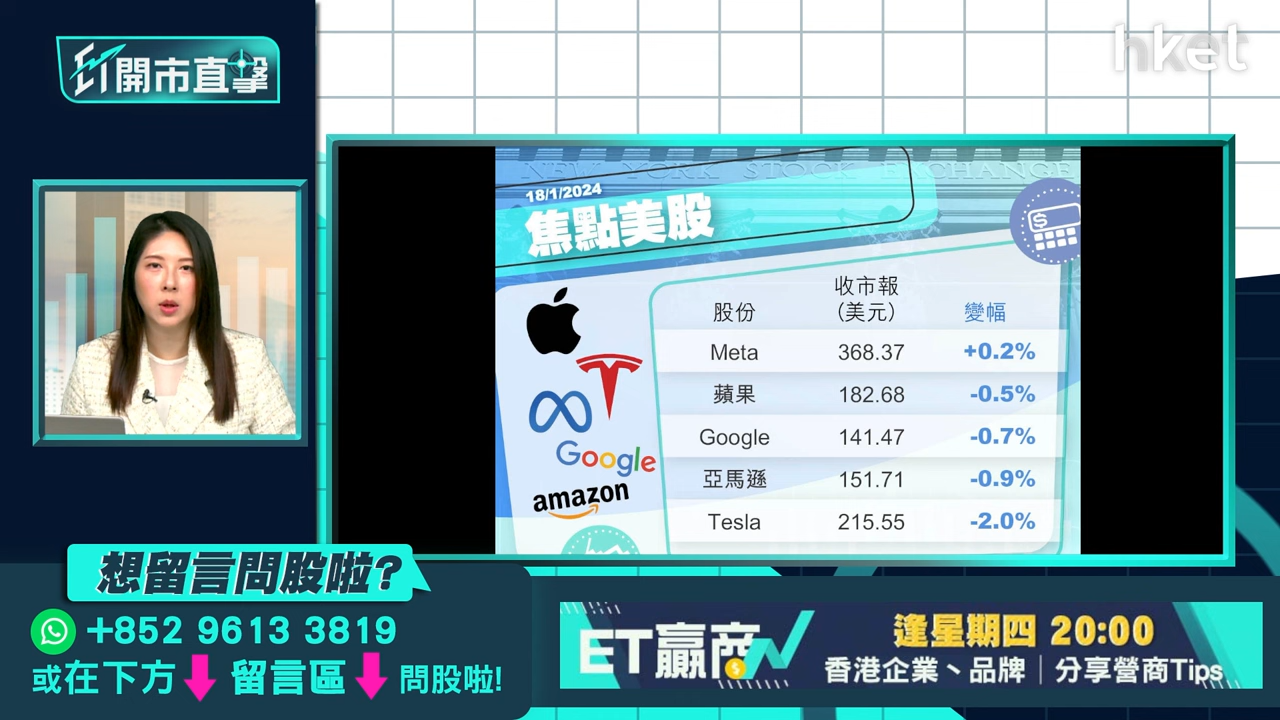 ET開市直擊
hket
NEW YORK STOCK EXCHANGE
18/1/2024
焦點美股
股份 收市報(美元) 變幅
Meta 368.37 +0.2%
蘋果 182.68 -0.5%
Google 141.47 -0.7%
亞馬遜 151.71 -0.9%
Tesla 215.55 -2.0%
Google
amazon
想留言問股啦?
+852 9613 3819
或在下方 留言區 問股啦!
ET贏商
逢星期四 20:00
香港企業、品牌｜分享營商Tips